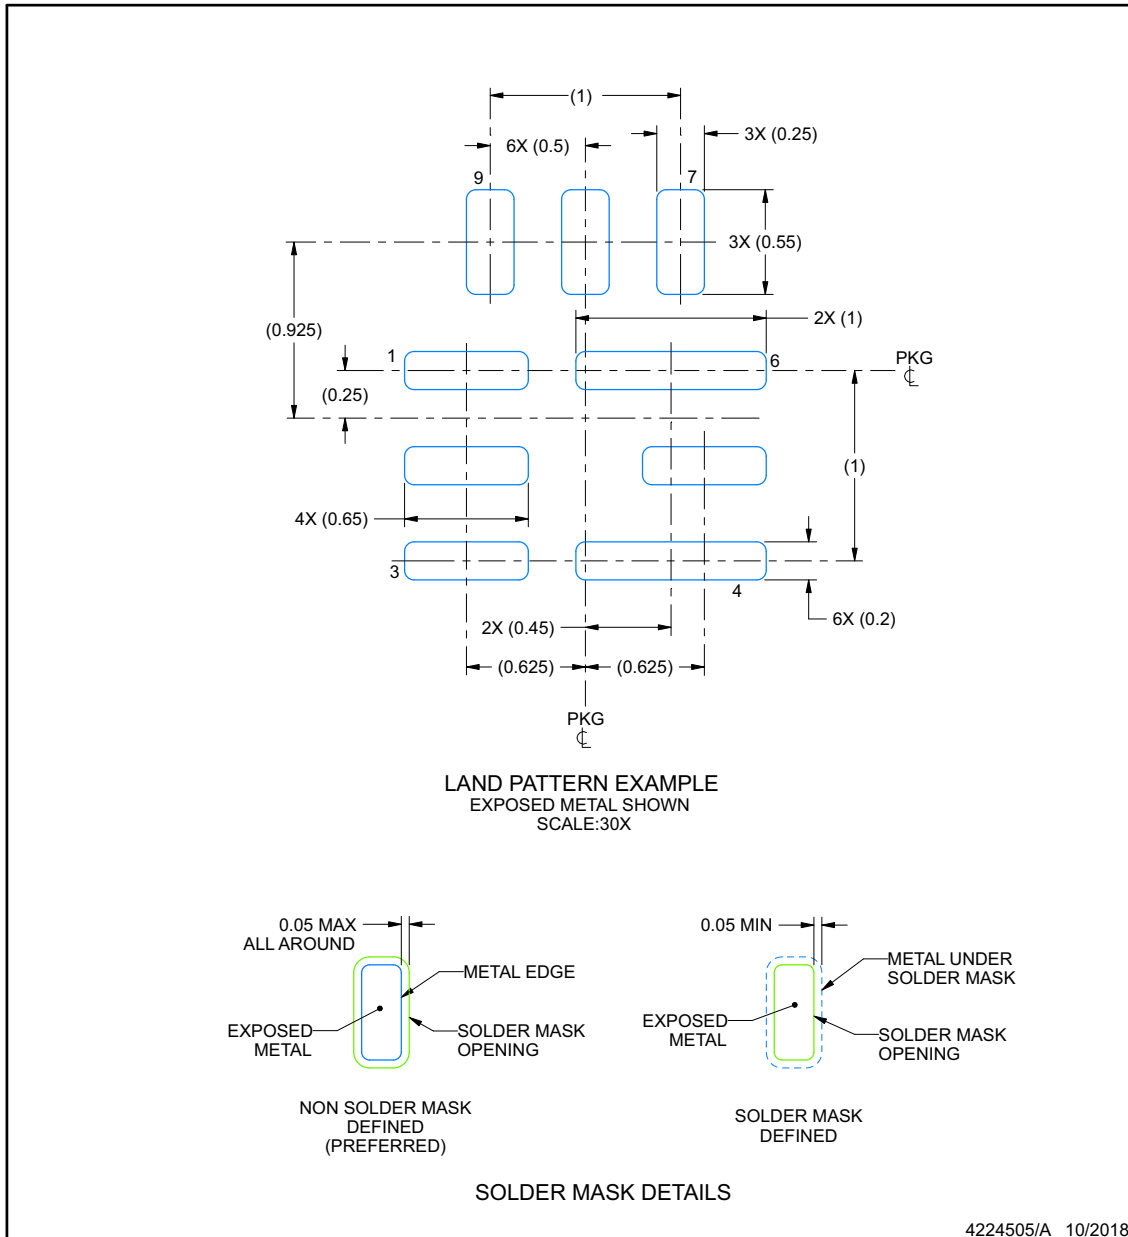 (1)
6X (0.5)
3X (0.25)
9
7
3X (0.55)
(0.925)
2X (1)
1
6
PKG
℄
(0.25)
(1)
4X (0.65)
3
4
6X (0.2)
2X (0.45)
(0.625)
(0.625)
PKG
℄
LAND PATTERN EXAMPLE
EXPOSED METAL SHOWN
SCALE:30X
0.05 MAX
ALL AROUND
METAL EDGE
EXPOSED
METAL
SOLDER MASK
OPENING
NON SOLDER MASK
DEFINED
(PREFERRED)
0.05 MIN
METAL UNDER
SOLDER MASK
EXPOSED
METAL
SOLDER MASK
OPENING
SOLDER MASK
DEFINED
SOLDER MASK DETAILS
4224505/A 10/2018